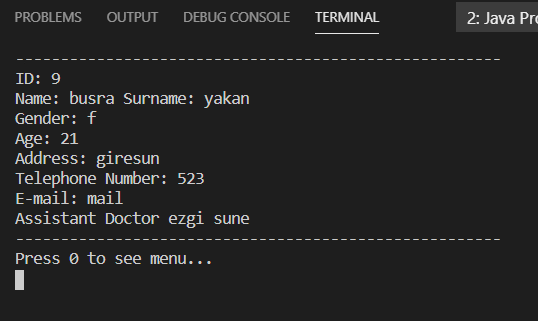 PROBLEMS OUTPUT DEBUG CONSOLE TERMINAL 2: Java Pro
------------------------------------------------------
ID: 9
Name: busra Surname: yakan
Gender: f
Age: 21
Address: giresun
Telephone Number: 523
E-mail: mail
Assistant Doctor ezgi sune
------------------------------------------------------
Press 0 to see menu...